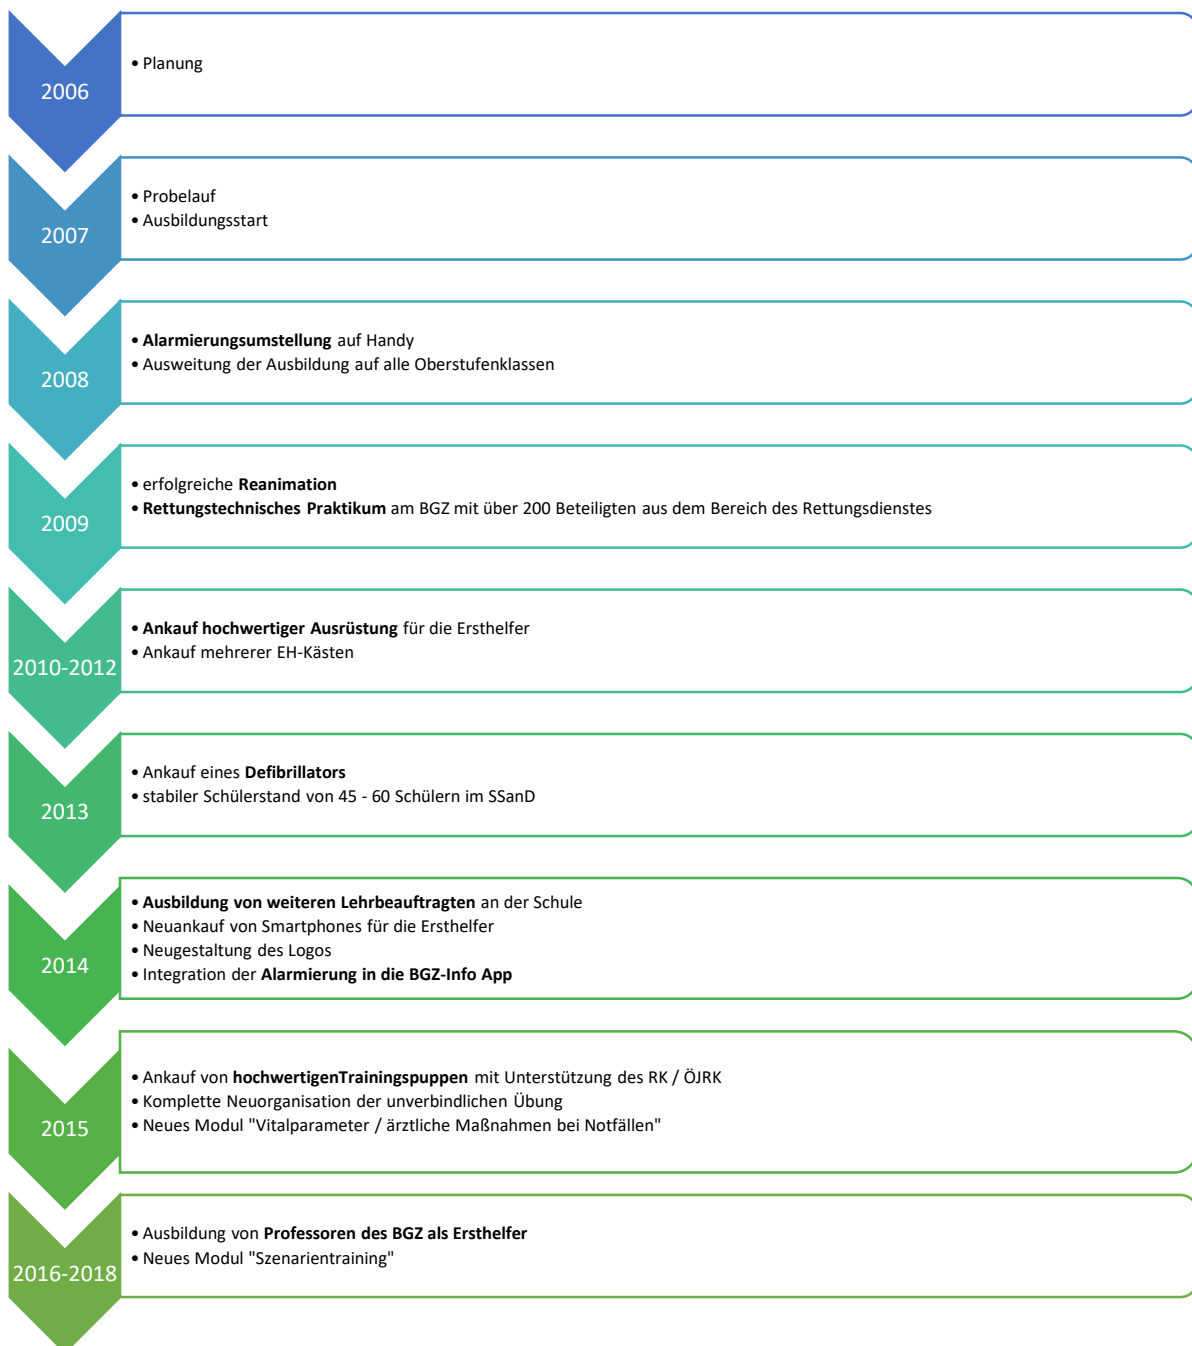 2006
• Planung
2007
• Probelauf
• Ausbildungsstart
2008
• Alarmierungsumstellung auf Handy
• Ausweitung der Ausbildung auf alle Oberstufenklassen
2009
• erfolgreiche Reanimation
• Rettungstechnisches Praktikum am BGZ mit über 200 Beteiligten aus dem Bereich des Rettungsdienstes
2010-2012
• Ankauf hochwertiger Ausrüstung für die Ersthelfer
• Ankauf mehrerer EH-Kästen
2013
• Ankauf eines Defibrillators
• stabiler Schülerstand von 45 - 60 Schülern im SSanD
2014
• Ausbildung von weiteren Lehrbeauftragten an der Schule
• Neuankauf von Smartphones für die Ersthelfer
• Neugestaltung des Logos
• Integration der Alarmierung in die BGZ-Info App
2015
• Ankauf von hochwertigenTrainingspuppen mit Unterstützung des RK / ÖJRK
• Komplette Neuorganisation der unverbindlichen Übung
• Neues Modul "Vitalparameter / ärztliche Maßnahmen bei Notfällen"
2016-2018
• Ausbildung von Professoren des BGZ als Ersthelfer
• Neues Modul "Szenarientraining"